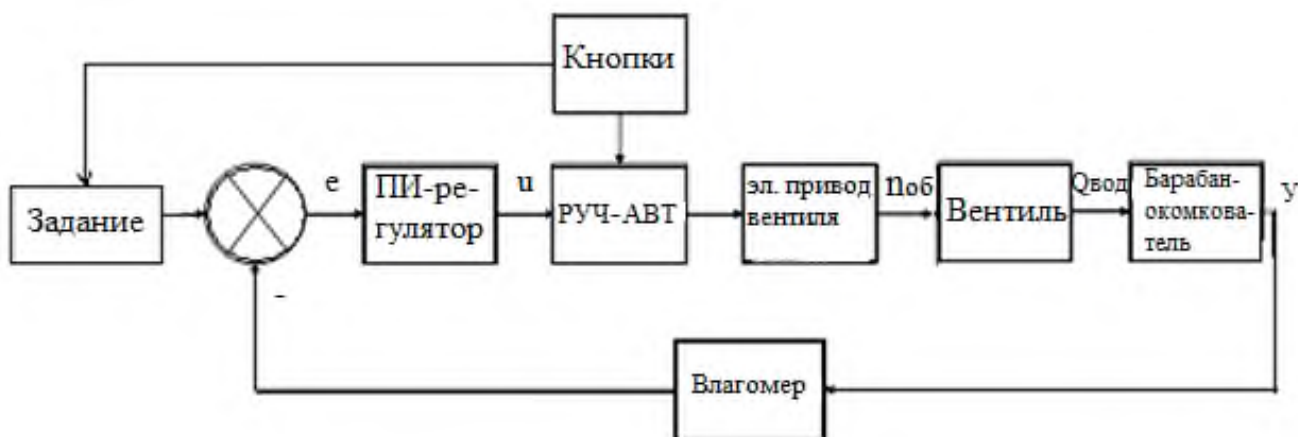 Кнопки
Задание
e
ПИ-ре-
гулятор
u
РУЧ-АВТ
эл. привод
вентиля
nоб
Вентиль
Qвод
Барабан-
окомкова-
тель
У
-
Влагомер